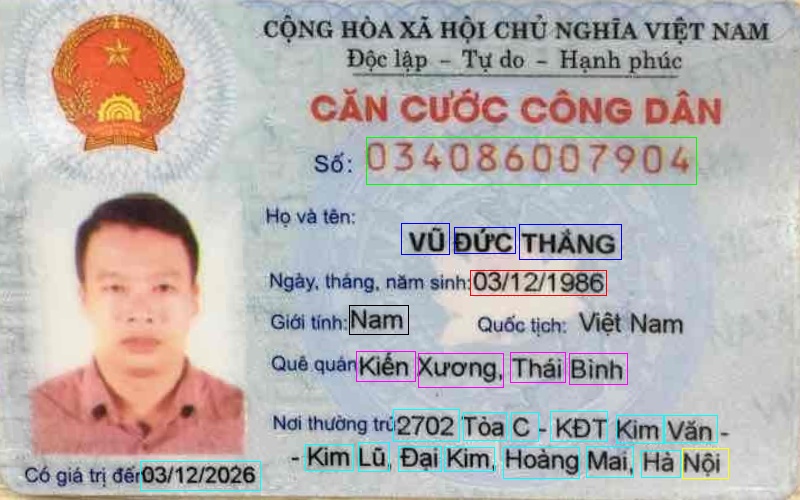 CỘNG HÒA XÃ HỘI CHỦ NGHĨA VIỆT NAM
Độc lập - Tự do - Hạnh phúc
CĂN CƯỚC CÔNG DÂN
Số: 034086007904
Họ và tên:
VŨ ĐỨC THẮNG
Ngày, tháng, năm sinh: 03/12/1986
Giới tính: Nam Quốc tịch: Việt Nam
Quê quán Kiến Xương, Thái Bình
Nơi thường trú 2702 Tòa C - KĐT Kim Văn -
- Kim Lũ, Đại Kim, Hoàng Mai, Hà Nội
Có giá trị đến 03/12/2026